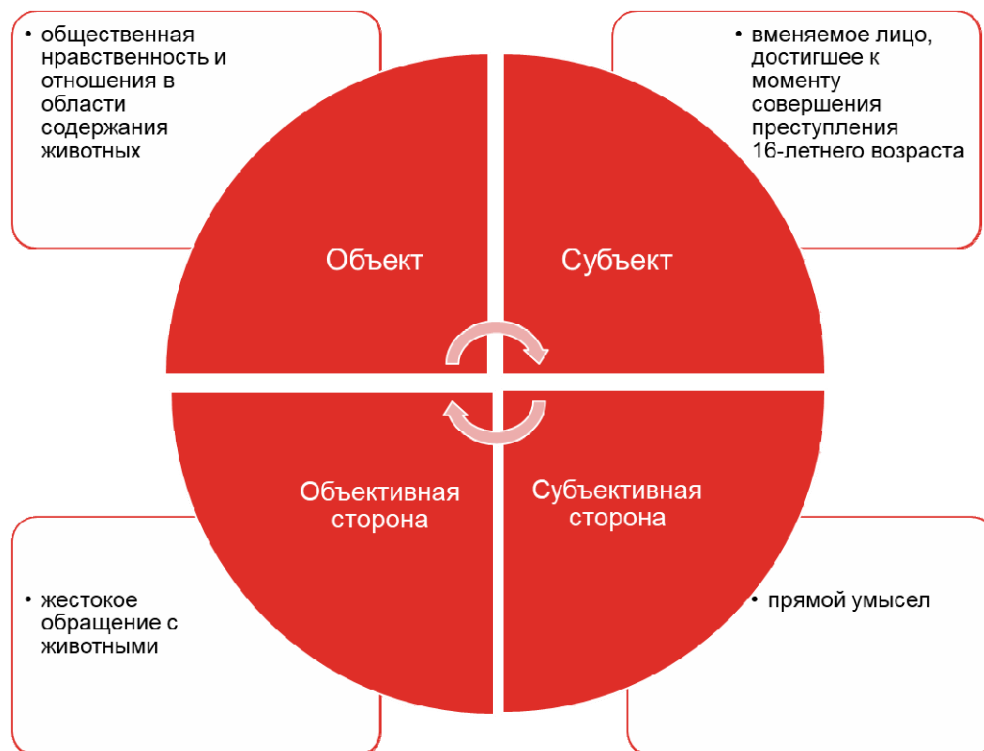 • общественная
нравственность и
отношения в
области
содержания
животных
• вменяемое лицо,
достигшее к
моменту
совершения
преступления
16-летнего возраста
Объект
Субъект
Объективная
сторона
Субъективная
сторона
• жестокое
обращение с
животными
• прямой умысел